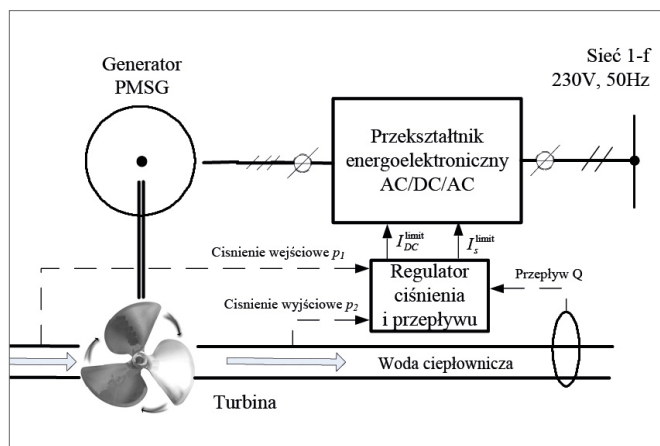 Generator
PMSG
Sieć 1-f
230V, 50Hz
Przekształtnik
energoelektroniczny
AC/DC/AC
I_DC^limit
I_s^limit
Cisnienie wejściowe p1
Regulator
ciśnienia
i przepływu
Przepływ Q
Cisnienie wyjściowe p2
Woda ciepłownicza
Turbina